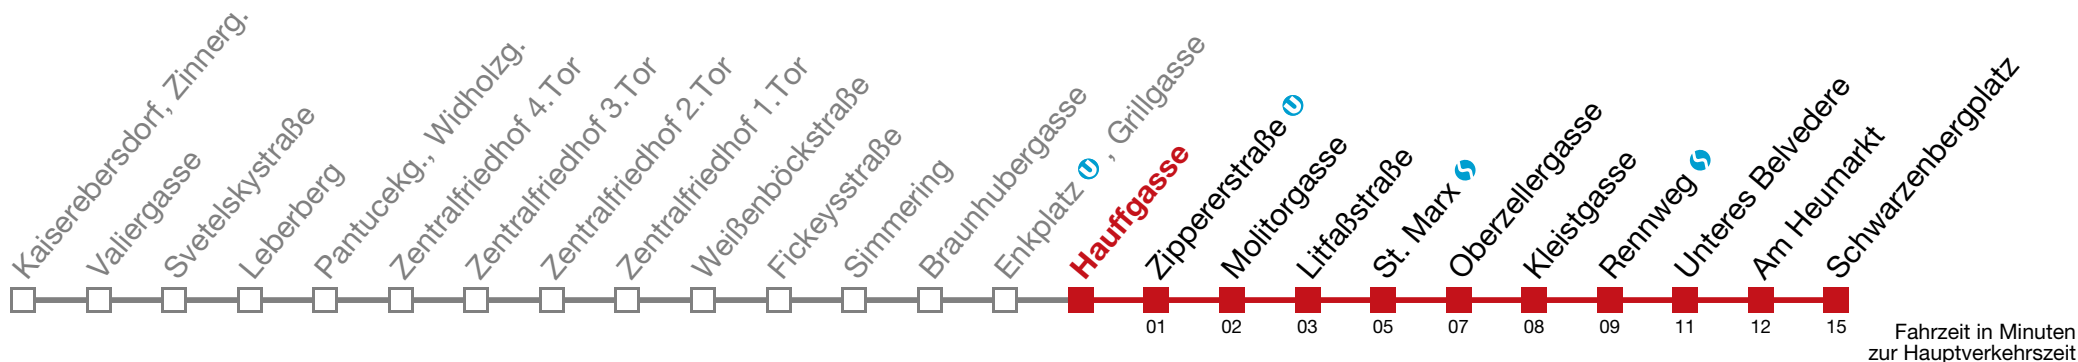 Kaiserebersdorf, Zinnerg.
Valiergasse
Svetelskystraße
Leberberg
Pantucekg., Widholzg.
Zentralfriedhof 4.Tor
Zentralfriedhof 3.Tor
Zentralfriedhof 2.Tor
Zentralfriedhof 1.Tor
Weißenböckstraße
Fickeysstraße
Simmering
Braunhubergasse
Enkplatz U, Grillgasse
Hauffgasse
Zippererstraße U
Molitorgasse
Litfaßstraße
St. Marx S
Oberzellergasse
Kleistgasse
Rennweg S
Unteres Belvedere
Am Heumarkt
Schwarzenbergplatz
01 02 03 05 07 08 09 11 12 15
Fahrzeit in Minuten
zur Hauptverkehrszeit